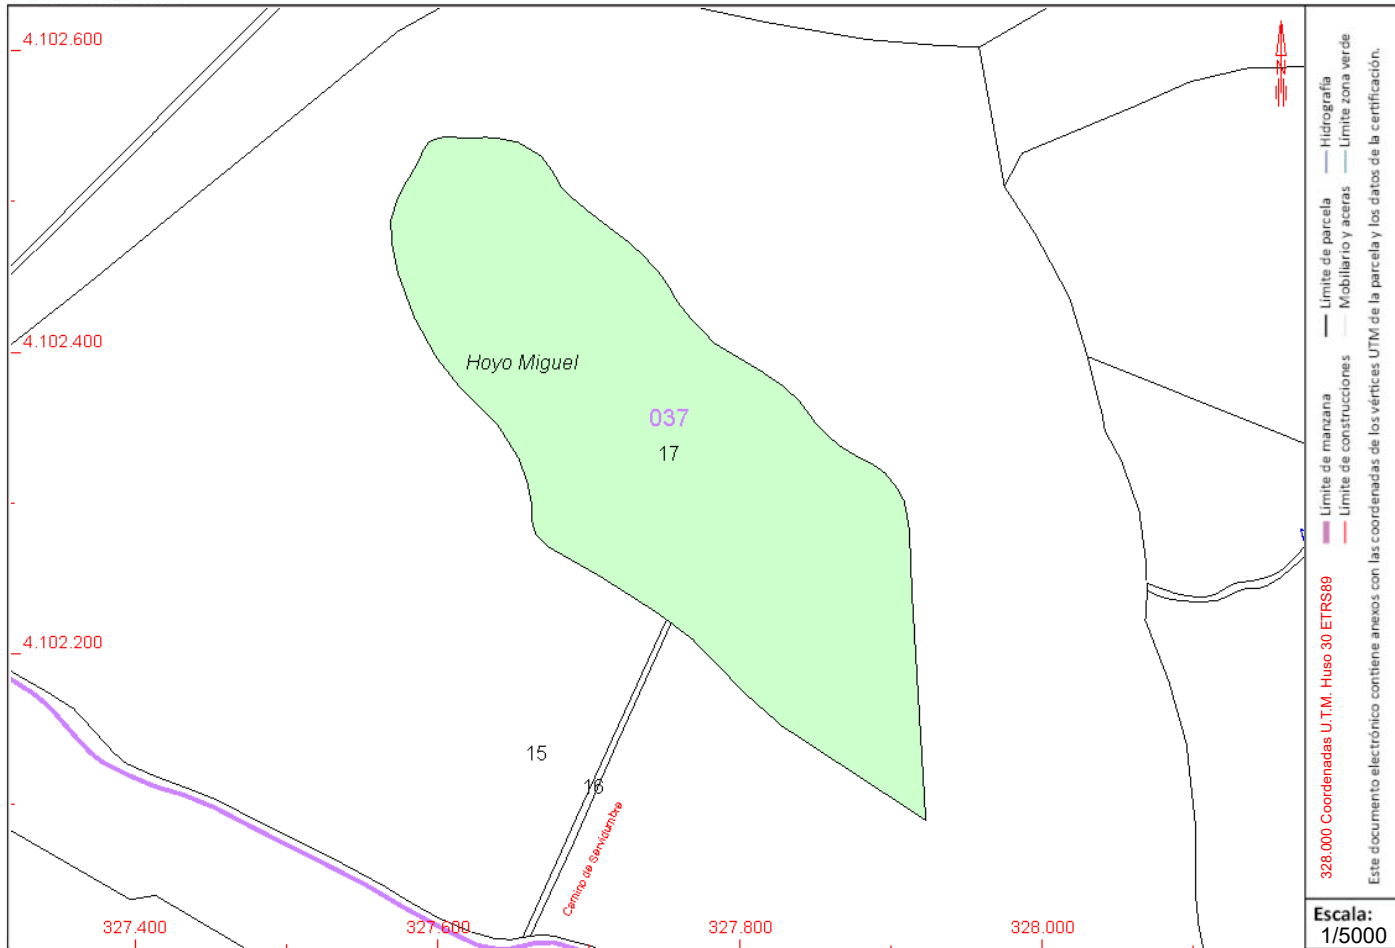 4.102.600
4.102.400
Hoyo Miguel
037
17
4.102.200
15
16
Camino de Servidumbre
327.400
327.600
327.800
328.000
328.000 Coordenadas U.T.M. Huso 30 ETRS89
Límite de manzana
Límite de parcela
Hidrografía
Límite de construcciones
Mobiliario y aceras
Límite zona verde
Este documento electrónico contiene anexos con las coordenadas de los vértices UTM de la parcela y los datos de la certificación.
Escala:
1/5000